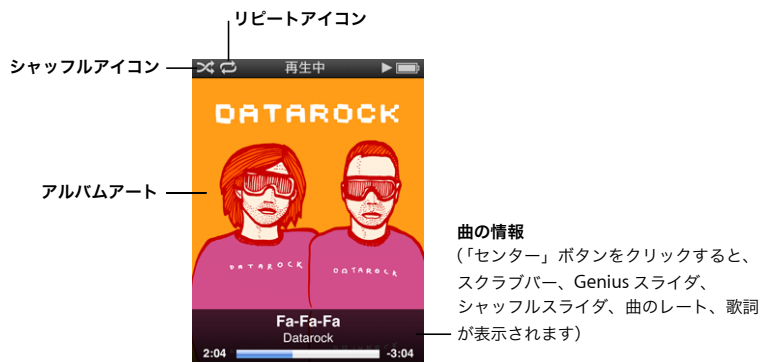 リピートアイコン
シャッフルアイコン
再生中
DATAROCK
アルバムアート
DATAROCK
DATAROCK
曲の情報
(「センター」ボタンをクリックすると、
スクラブバー、Genius スライダ、
シャッフルスライダ、曲のレート、歌詞
が表示されます)
Fa-Fa-Fa
Datarock
2:04
-3:04